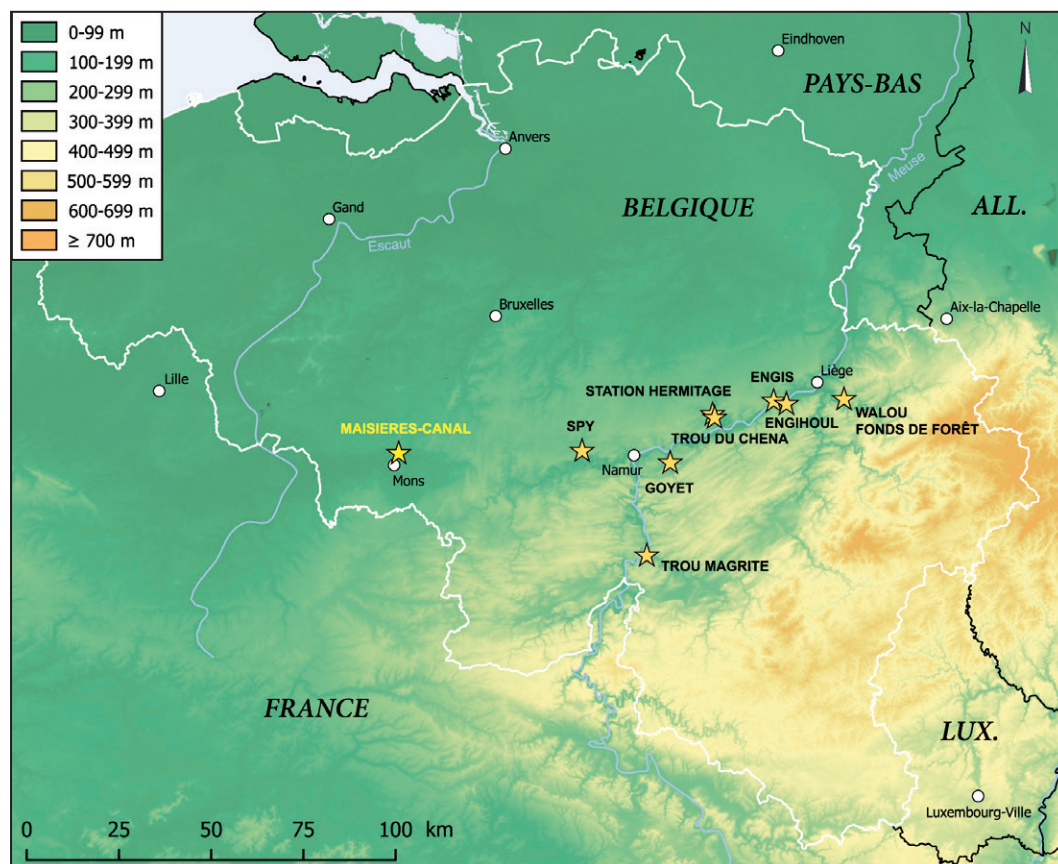 0-99 m
100-199 m
200-299 m
300-399 m
400-499 m
500-599 m
600-699 m
≥ 700 m
Eindhoven
N
PAYS-BAS
Anvers
Meuse
Gand
BELGIQUE
ALL.
Escaut
Bruxelles
Aix-la-Chapelle
Lille
ENGIS
Liège
STATION HERMITAGE
MAISIERES-CANAL
SPY
TROU DU CHENA
ENGIHOUL
WALOU
FONDS DE FORÊT
Mons
Namur
GOYET
TROU MAGRITE
FRANCE
LUX.
Luxembourg-Ville
0 25 50 75 100 km